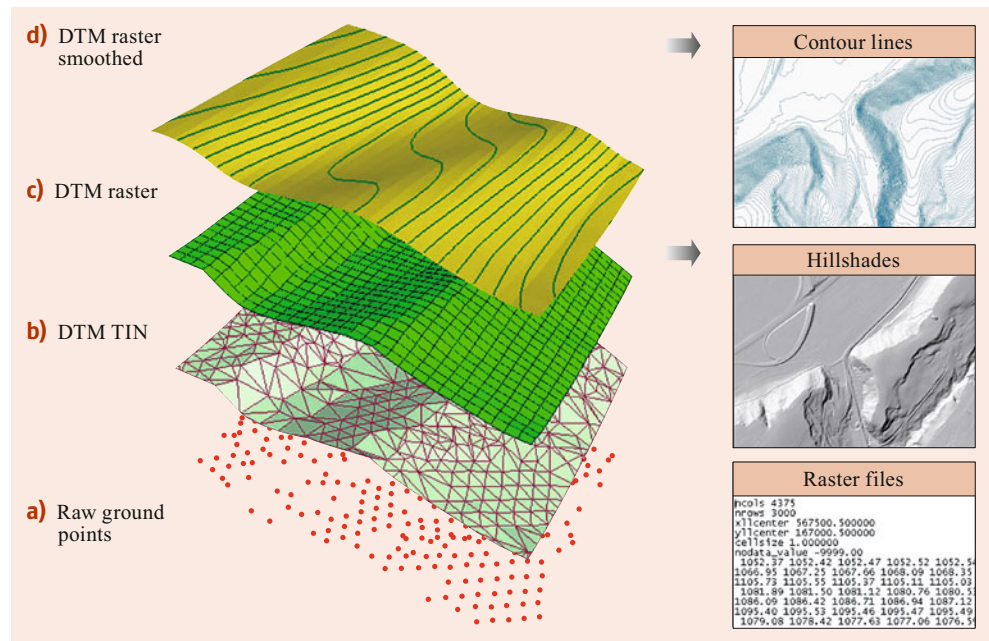 d) DTM raster
smoothed
c) DTM raster
b) DTM TIN
a) Raw ground
points
Contour lines
Hillshades
Raster files
ncols 4375
nrows 3000
xllcenter 567500.500000
yllcenter 167000.500000
cellsize 1.000000
nodata_value -9999.00
1052.37 1052.42 1052.47 1052.52 1052.54
1066.95 1067.25 1067.66 1068.09 1068.35
1105.73 1105.55 1105.37 1105.11 1105.03
1081.89 1081.50 1081.12 1080.76 1080.53
1086.09 1086.42 1086.71 1086.94 1087.12
1095.40 1095.53 1095.46 1095.47 1095.49
1079.08 1078.42 1077.63 1077.06 1076.59